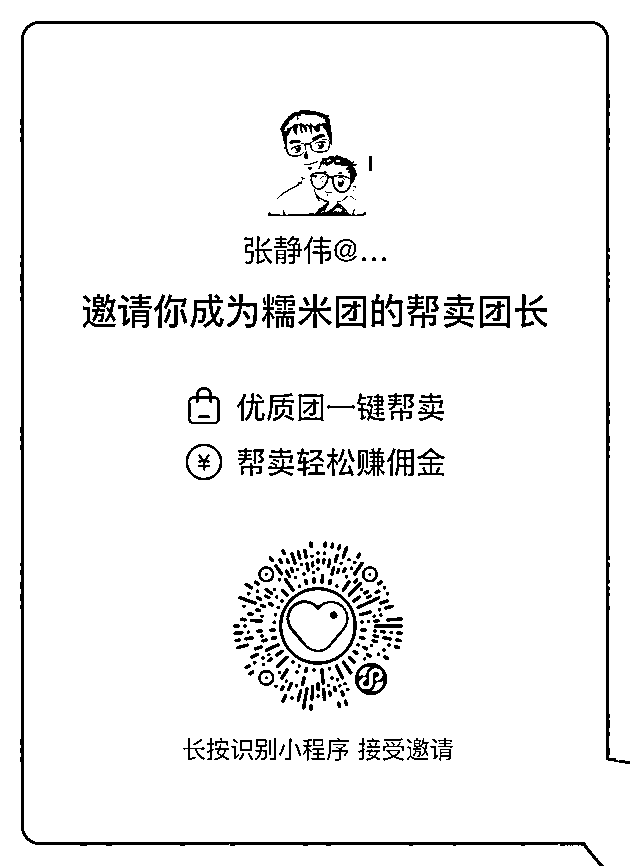 张静伟@...
邀请你成为糯米团的帮卖团长
优质团一键帮卖
¥ 帮卖轻松赚佣金
长按识别小程序 接受邀请